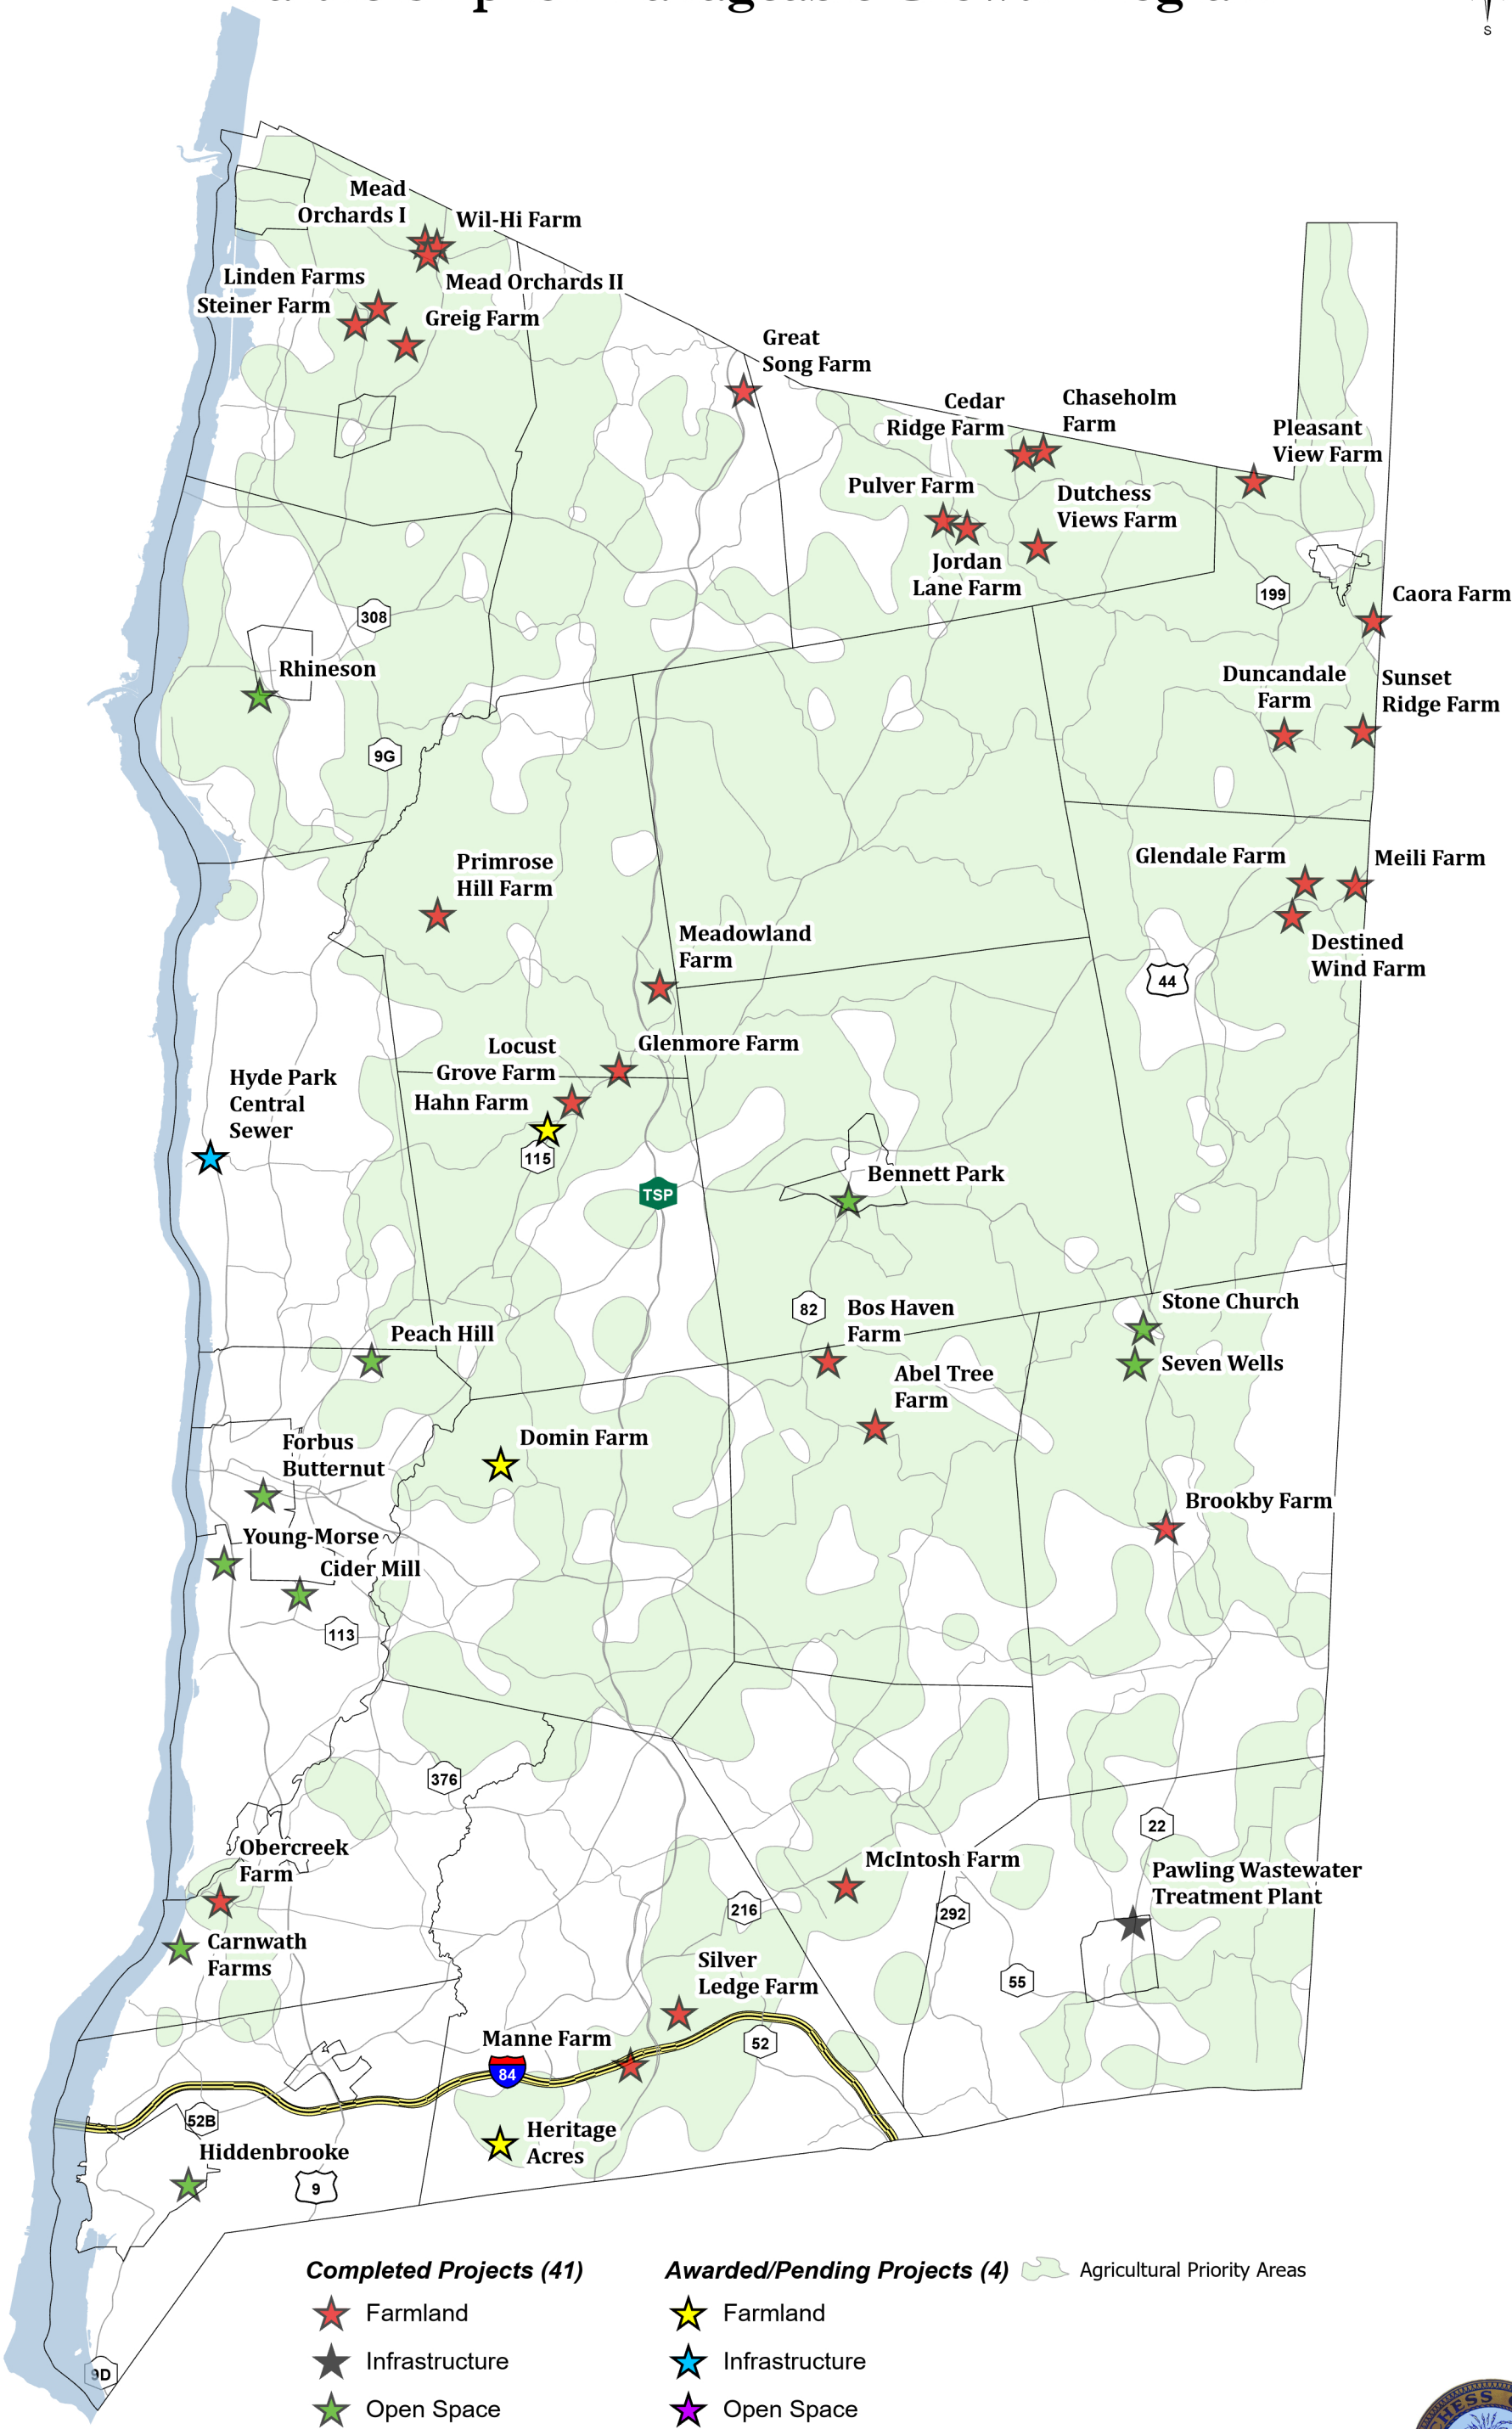 S
Mead
Orchards I
Wil-Hi Farm
Linden Farms
Mead Orchards II
Steiner Farm
Greig Farm
Great
Song Farm
Cedar
Ridge Farm
Chaseholm
Farm
Pleasant
View Farm
Pulver Farm
Dutchess
Views Farm
Jordan
Lane Farm
199
Caora Farm
308
Rhineson
Duncandale
Farm
Sunset
Ridge Farm
9G
Primrose
Hill Farm
Glendale Farm
Meili Farm
Meadowland
Farm
Destined
Wind Farm
44
Locust
Grove Farm
Glenmore Farm
Hyde Park
Central
Sewer
Hahn Farm
115
Bennett Park
TSP
82
Bos Haven
Farm
Stone Church
Peach Hill
Seven Wells
Abel Tree
Farm
Domin Farm
Forbus
Butternut
Brookby Farm
Young-Morse
Cider Mill
113
376
22
Obercreek
Farm
McIntosh Farm
Pawling Wastewater
Treatment Plant
216
292
Carnwath
Farms
Silver
Ledge Farm
55
Manne Farm
52
84
52B
Heritage
Acres
Hiddenbrooke
9
Completed Projects (41)
Farmland
Infrastructure
Open Space
Awarded/Pending Projects (4)
Farmland
Infrastructure
Open Space
Agricultural Priority Areas
9D